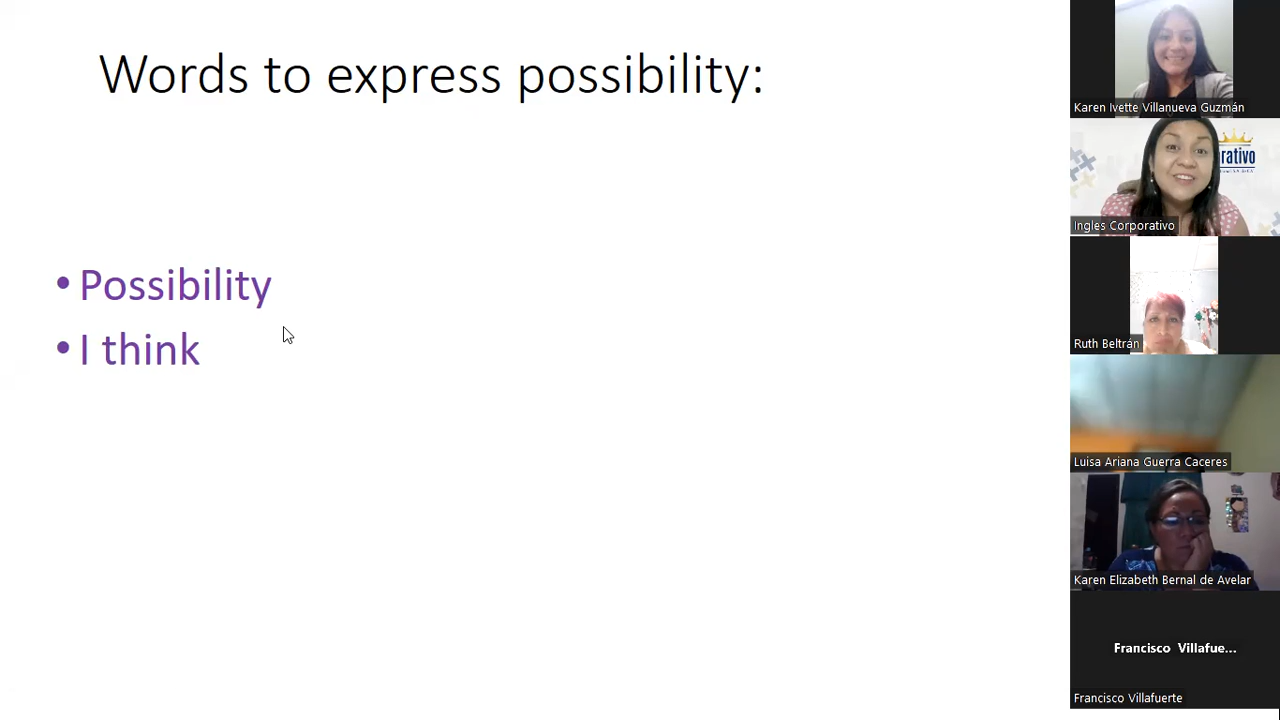 Words to express possibility:
• Possibility
• I think
Karen Ivette Villanueva Guzmán
rativo
Ingles Corporativo
Ruth Beltrán
Luisa Ariana Guerra Caceres
Karen Elizabeth Bernal de Avelar
Francisco Villafue...
Francisco Villafuerte